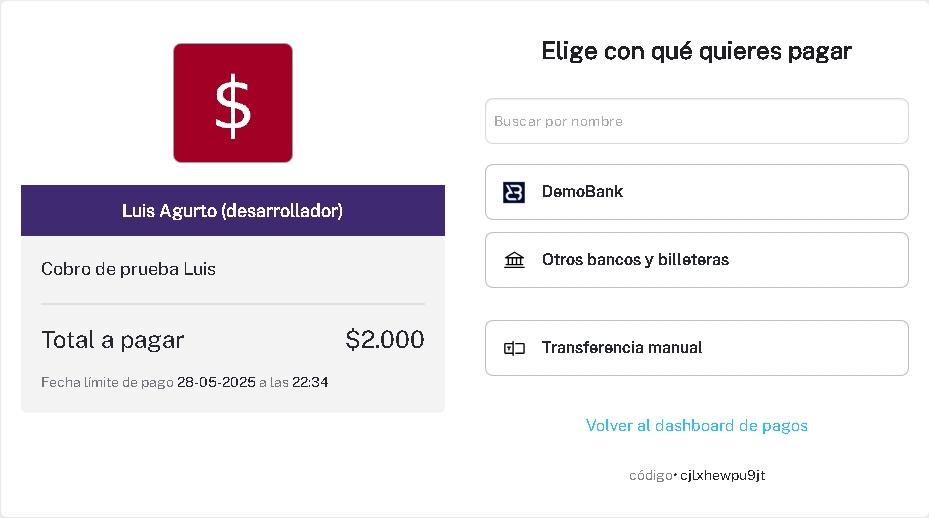 $
Luis Agurto (desarrollador)
Cobro de prueba Luis
Total a pagar $2.000
Fecha límite de pago 28-05-2025 a las 22:34
Elige con qué quieres pagar
Buscar por nombre
DemoBank
Otros bancos y billeteras
Transferencia manual
Volver al dashboard de pagos
código• cjlxhewpu9jt